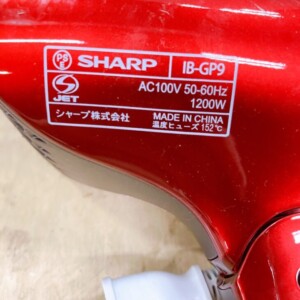 PSE SHARP IB-GP9
S JET AC100V 50-60Hz
1200W
シャープ株式会社 MADE IN CHINA
温度ヒューズ 152℃